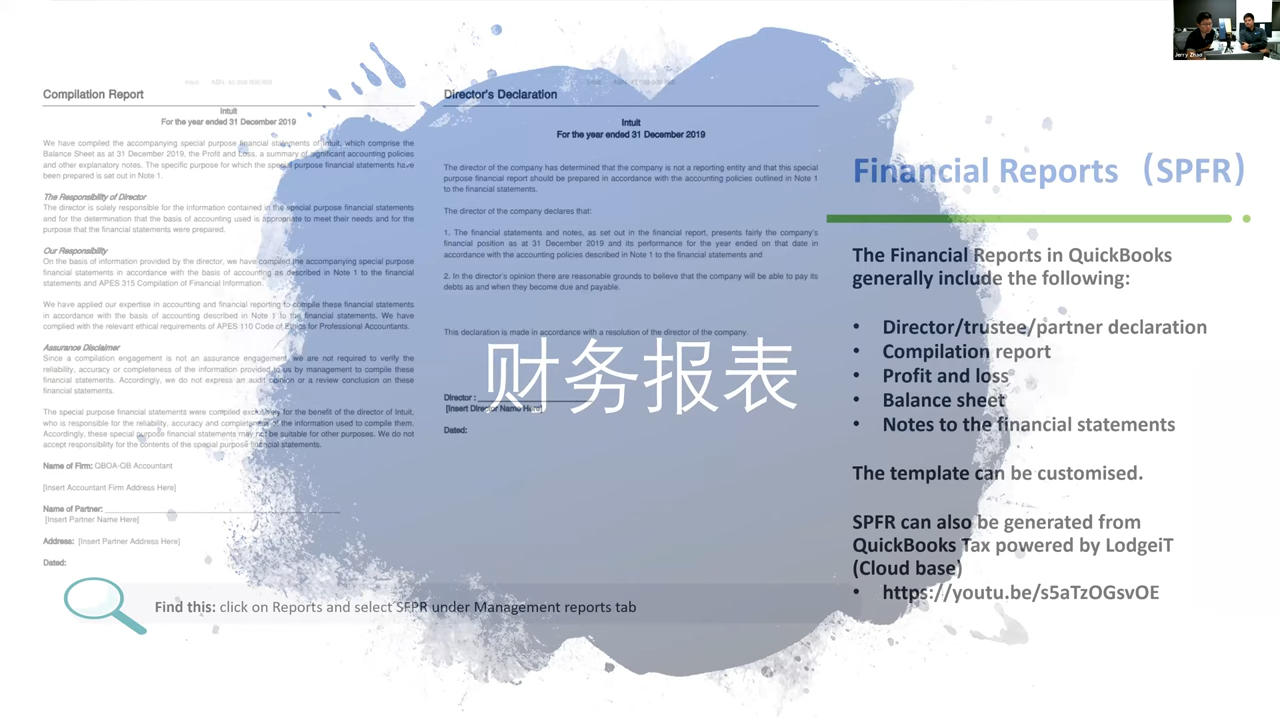 Compilation Report
Intuit
For the year ended 31 December 2019
We have compiled the accompanying special purpose financial statements of Intuit, which comprise the
Balance Sheet as at 31 December 2019, the Profit and Loss, a summary of significant accounting policies
and other explanatory notes. The specific purpose for which the special purpose financial statements have
been prepared is set out in Note 1.
The Responsibility of Director
The director is solely responsible for the information contained in the special purpose financial statements
and for the determination that the basis of accounting used is appropriate to meet their needs and for the
purpose that the financial statements were prepared.
Our Responsibility
On the basis of information provided by the director, we have compiled the accompanying special purpose
financial statements in accordance with the basis of accounting as described in Note 1 to the financial
statements and APES 315 Compilation of Financial Information.
We have applied our expertise in accounting and financial reporting to compile these financial statements
in accordance with the basis of accounting described in Note 1 to the financial statements. We have
complied with the relevant ethical requirements of APES 110 Code of Ethics for Professional Accountants.
Assurance Disclaimer
Since a compilation engagement is not an assurance engagement, we are not required to verify the
reliability, accuracy or completeness of the information provided to us by management to compile these
financial statements. Accordingly, we do not express an audit opinion or a review conclusion on these
financial statements.
The special purpose financial statements were compiled exclusively for the benefit of the director of Intuit,
who is responsible for the reliability, accuracy and completeness of the information used to compile them.
Accordingly, these special purpose financial statements may not be suitable for other purposes. We do not
accept responsibility for the contents of the special purpose financial statements.
Name of Firm: QBOA-QB Accountant
[Insert Accountant Firm Address Here]
Name of Partner:
[Insert Partner Name Here]
Address: [Insert Partner Address Here]
Dated:
Director's Declaration
Intuit
For the year ended 31 December 2019
The director of the company has determined that the company is not a reporting entity and that this special
purpose financial report should be prepared in accordance with the accounting policies outlined in Note 1
to the financial statements.
The director of the company declares that:
1. The financial statements and notes, as set out in the financial report, presents fairly the company's
financial position as at 31 December 2019 and its performance for the year ended on that date in
accordance with the accounting policies described in Note 1 to the financial statements and
2. In the director's opinion there are reasonable grounds to believe that the company will be able to pay its
debts as and when they become due and payable.
This declaration is made in accordance with a resolution of the director of the company.
财务报表
Director :
[Insert Director Name Here]
Dated:
Financial Reports （SPFR）
The Financial Reports in QuickBooks
generally include the following:
• Director/trustee/partner declaration
• Compilation report
• Profit and loss
• Balance sheet
• Notes to the financial statements
The template can be customised.
SPFR can also be generated from
QuickBooks Tax powered by LodgeiT
(Cloud base)
• https://youtu.be/s5aTzOGsvOE
Find this: click on Reports and select SFPR under Management reports tab
Jerry Zhao